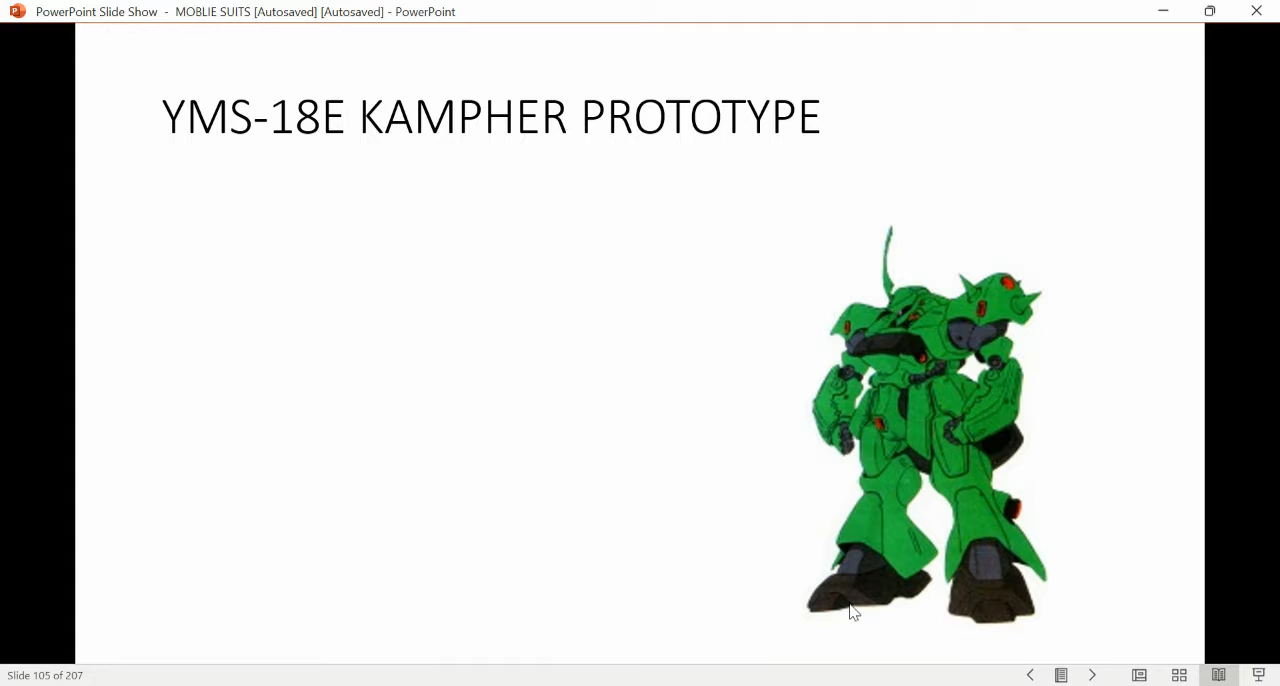 PowerPoint Slide Show - MOBLIE SUITS [Autosaved] [Autosaved] - PowerPoint
YMS-18E KAMPHER PROTOTYPE
Slide 105 of 207